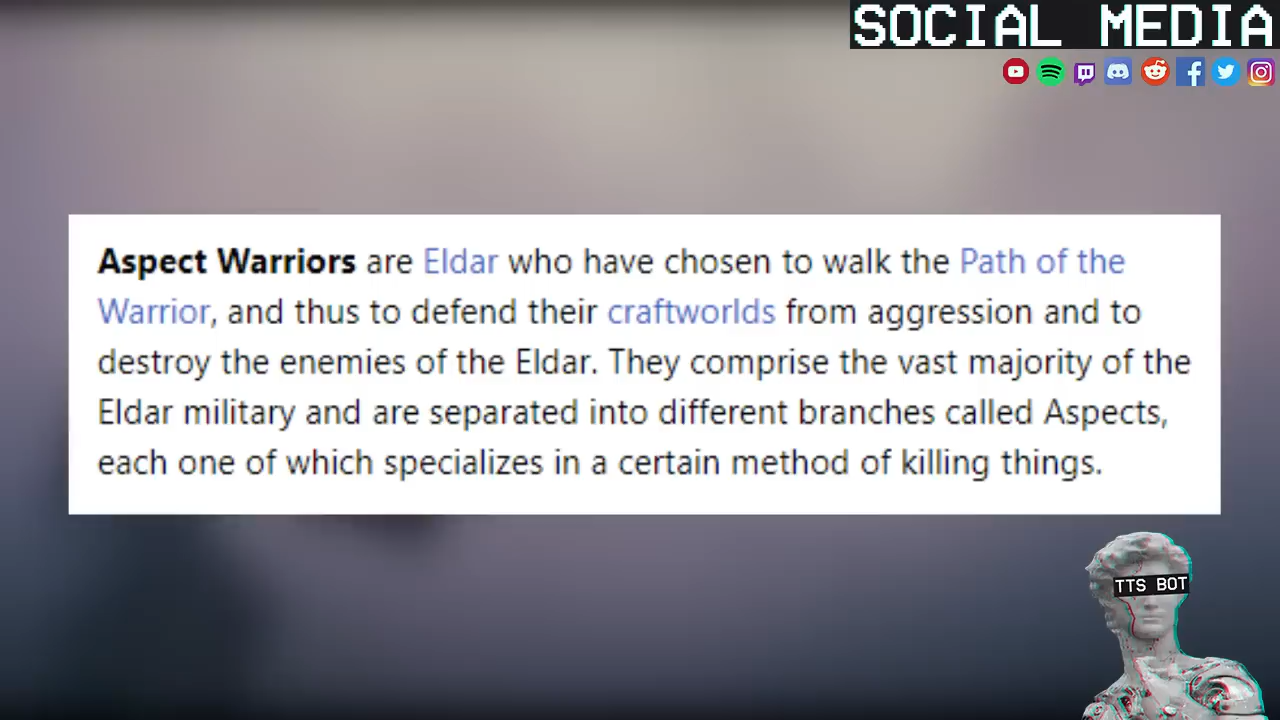 SOCIAL MEDIA
Aspect Warriors are Eldar who have chosen to walk the Path of the
Warrior, and thus to defend their craftworlds from aggression and to
destroy the enemies of the Eldar. They comprise the vast majority of the
Eldar military and are separated into different branches called Aspects,
each one of which specializes in a certain method of killing things.
TTS BOT